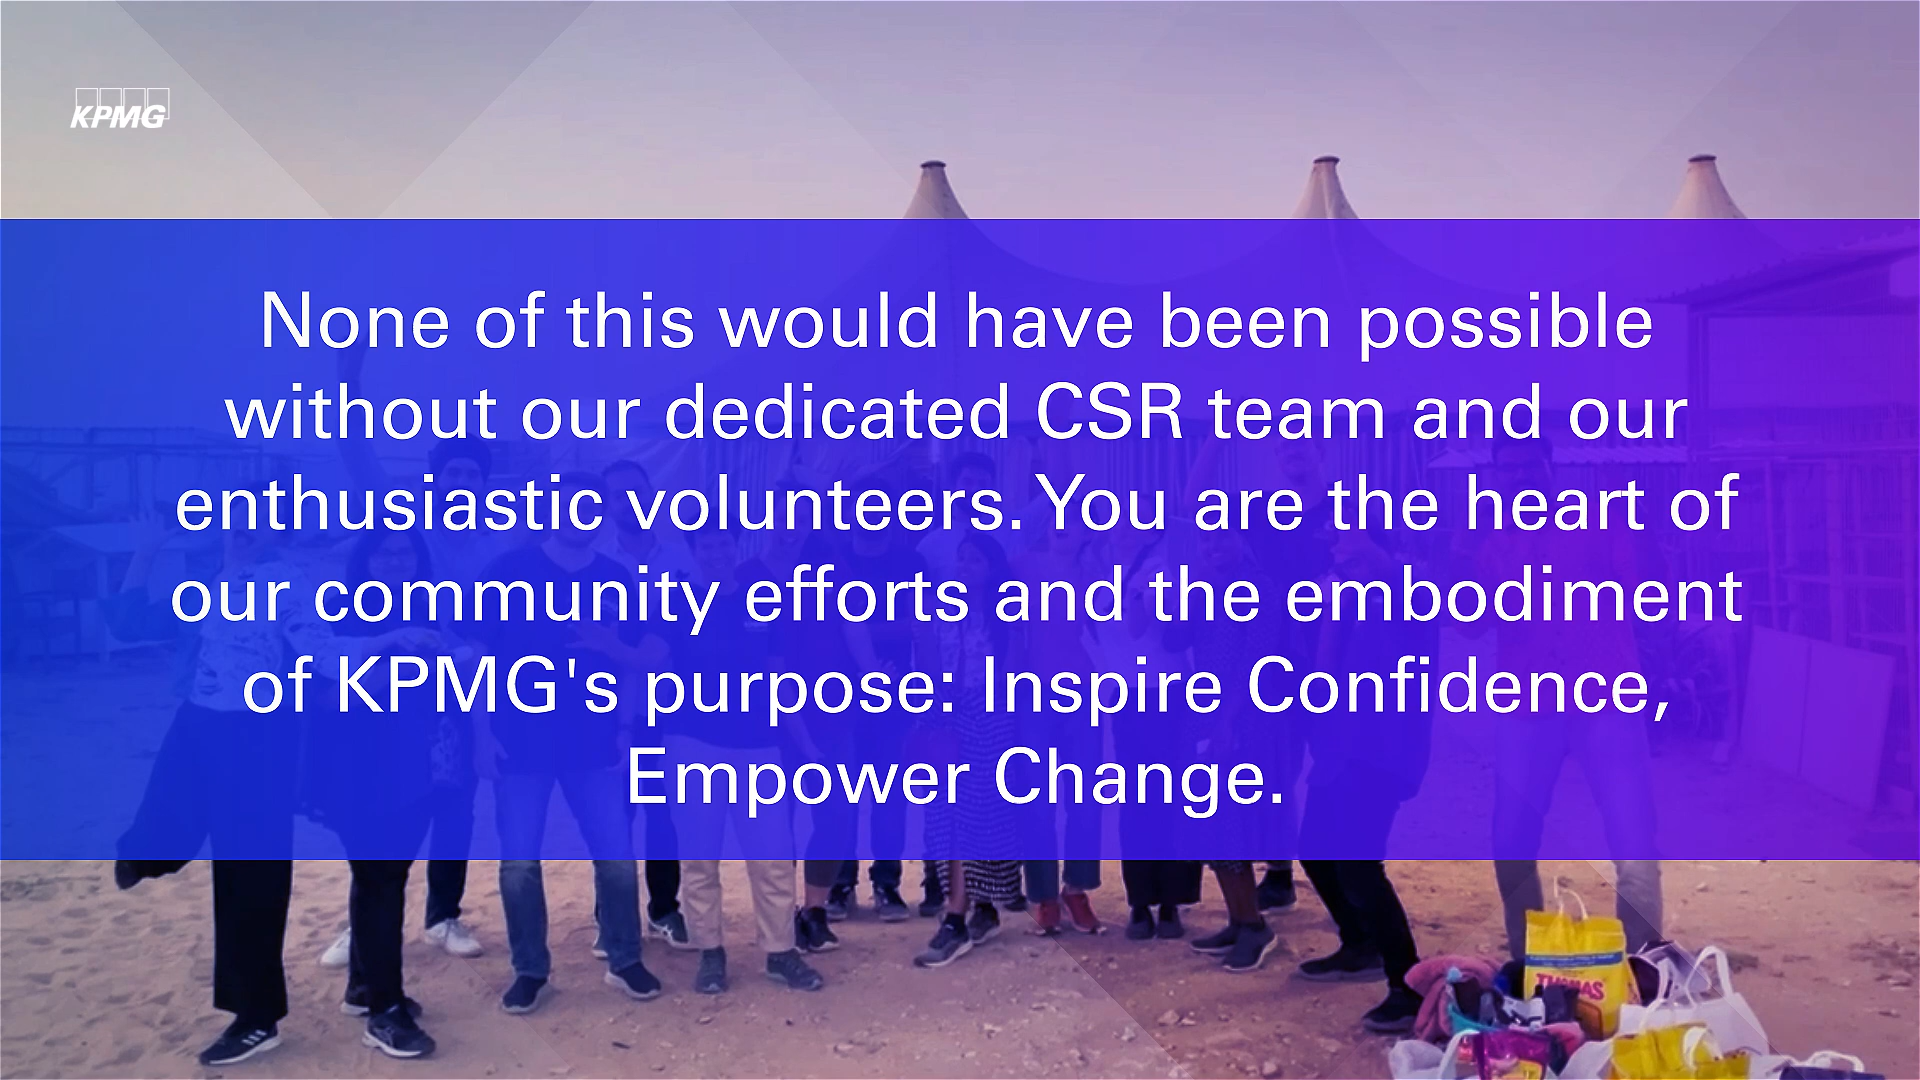 KPMG
None of this would have been possible
without our dedicated CSR team and our
enthusiastic volunteers. You are the heart of
our community efforts and the embodiment
of KPMG's purpose: Inspire Confidence,
Empower Change.
THOMAS